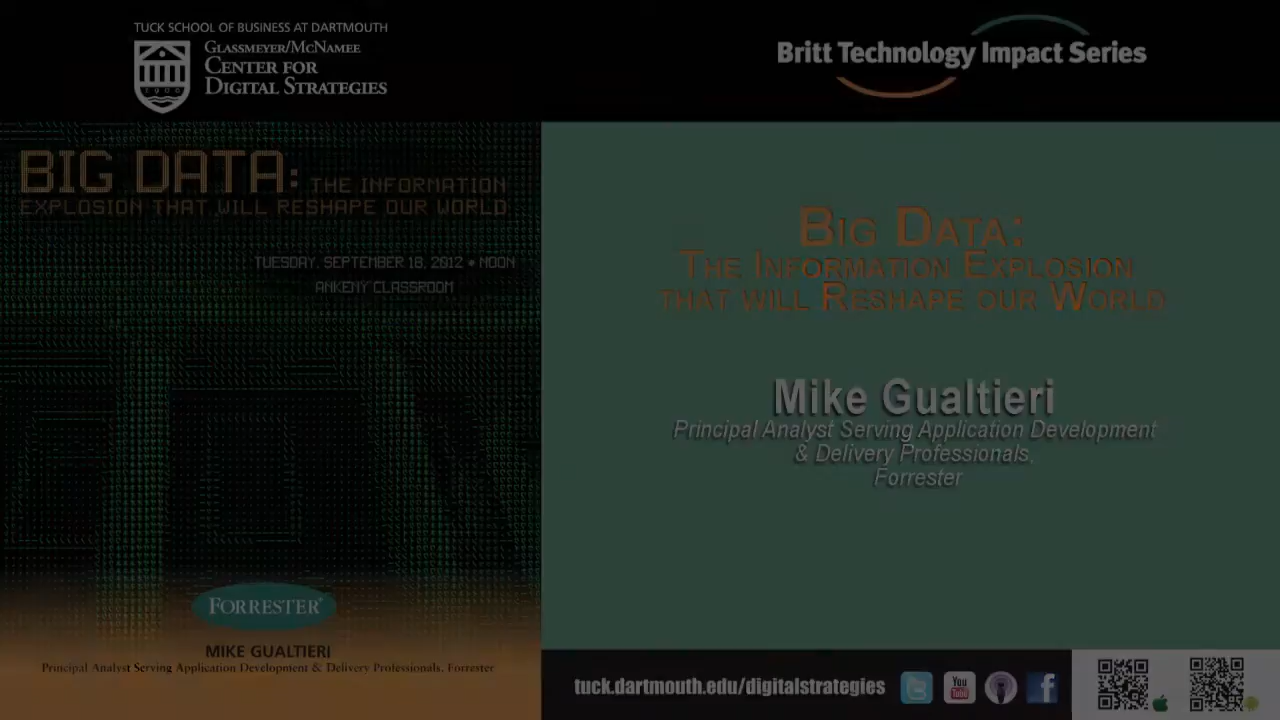 TUCK SCHOOL OF BUSINESS AT DARTMOUTH
GLASSMEYER/MCNAMEE
CENTER FOR
DIGITAL STRATEGIES
1900
Britt Technology Impact Series
BIG DATA: THE INFORMATION
EXPLOSION THAT WILL RESHAPE OUR WORLD
TUESDAY, SEPTEMBER 18, 2012 • NOON
ANKENY CLASSROOM
FORRESTER®
MIKE GUALTIERI
Principal Analyst Serving Application Development & Delivery Professionals, Forrester
BIG DATA:
THE INFORMATION EXPLOSION
THAT WILL RESHAPE OUR WORLD
Mike Gualtieri
Principal Analyst Serving Application Development
& Delivery Professionals,
Forrester
tuck.dartmouth.edu/digitalstrategies
You
Tube
f